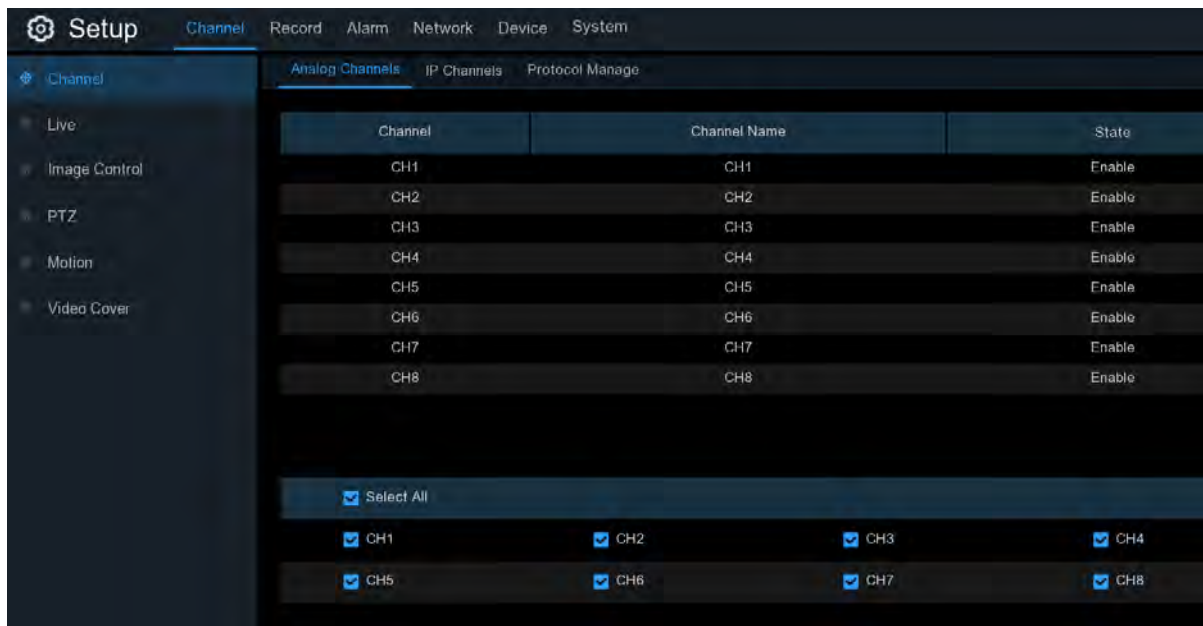 Setup Channel Record Alarm Network Device System
Channel Analog Channels IP Channels Protocol Manage
Live
Image Control
PTZ
Motion
Video Cover
Channel Channel Name State
CH1 CH1 Enable
CH2 CH2 Enable
CH3 CH3 Enable
CH4 CH4 Enable
CH5 CH5 Enable
CH6 CH6 Enable
CH7 CH7 Enable
CH8 CH8 Enable
Select All
CH1 CH2 CH3 CH4
CH5 CH6 CH7 CH8